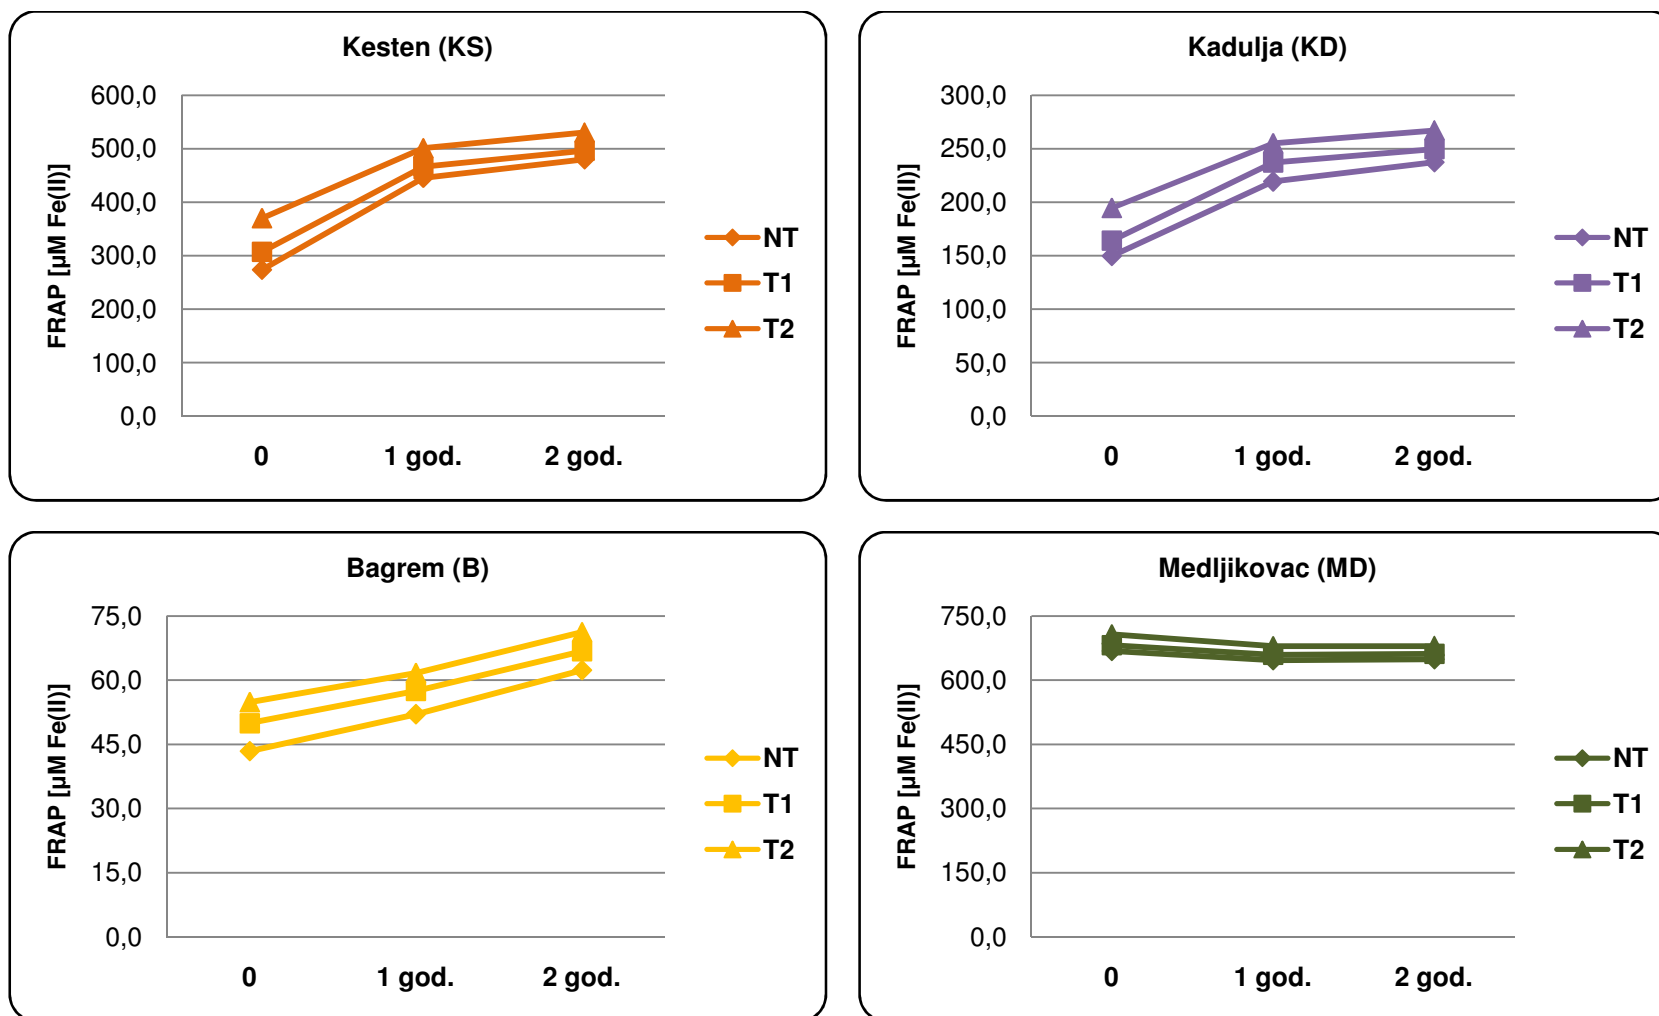 Kesten (KS)
600,0
500,0
400,0
300,0
200,0
100,0
0,0
FRAP [µM Fe(II)]
0 1 god. 2 god.
NT
T1
T2
Kadulja (KD)
300,0
250,0
200,0
150,0
100,0
50,0
0,0
FRAP [µM Fe(II)]
0 1 god. 2 god.
NT
T1
T2
Bagrem (B)
75,0
60,0
45,0
30,0
15,0
0,0
FRAP [µM Fe(II)]
0 1 god. 2 god.
NT
T1
T2
Medljikovac (MD)
750,0
600,0
450,0
300,0
150,0
0,0
FRAP [µM Fe(II)]
0 1 god. 2 god.
NT
T1
T2